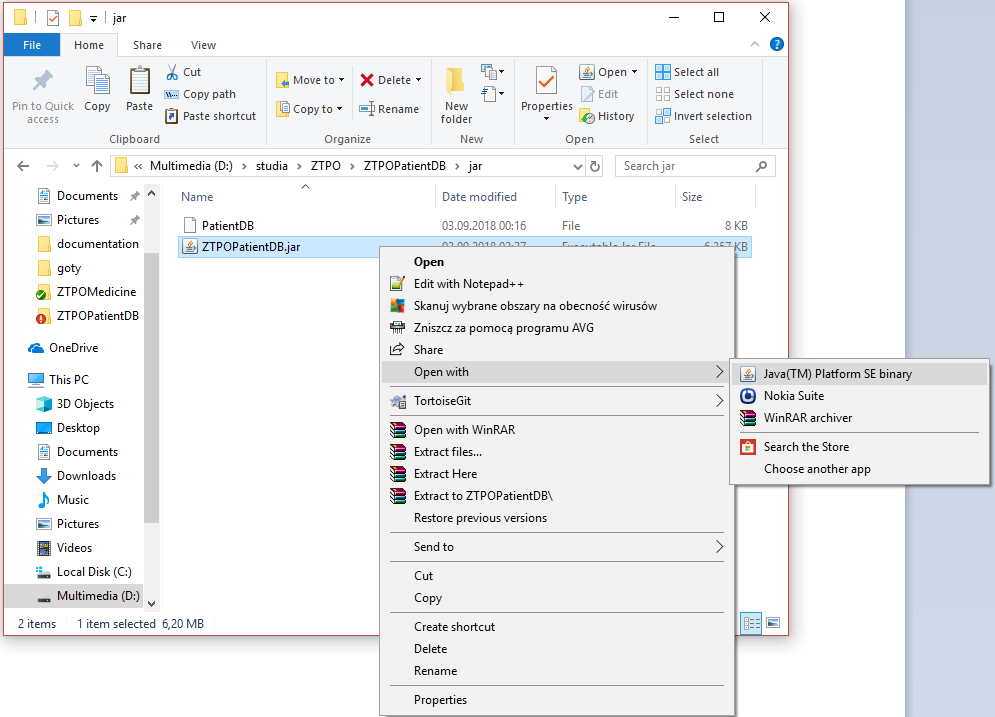 jar
File Home Share View
Pin to Quick access
Copy
Paste
Cut
Copy path
Paste shortcut
Clipboard
Move to
Copy to
Delete
Rename
Organize
New folder
New
Properties
Open
Edit
History
Open
Select all
Select none
Invert selection
Select
« Multimedia (D:) › studia › ZTPO › ZTPOPatientDB › jar
Search jar
Documents
Pictures
documentation
goty
ZTPOMedicine
ZTPOPatientDB
OneDrive
This PC
3D Objects
Desktop
Documents
Downloads
Music
Pictures
Videos
Local Disk (C:)
Multimedia (D:)
Name Date modified Type Size
PatientDB 03.09.2018 00:16 File 8 KB
ZTPOPatientDB.jar 03.09.2018 03:27 Executable Jar File 6 357 KB
Open
Edit with Notepad++
Skanuj wybrane obszary na obecność wirusów
Zniszcz za pomocą programu AVG
Share
Open with
TortoiseGit
Open with WinRAR
Extract files...
Extract Here
Extract to ZTPOPatientDB\
Restore previous versions
Send to
Cut
Copy
Create shortcut
Delete
Rename
Properties
Java(TM) Platform SE binary
Nokia Suite
WinRAR archiver
Search the Store
Choose another app
2 items 1 item selected 6,20 MB